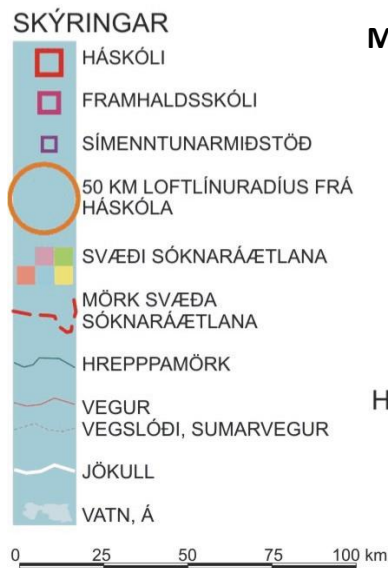 SKÝRINGAR
M
HÁSKÓLI
FRAMHALDSSKÓLI
SÍMENNTUNARMIÐSTÖÐ
50 KM LOFTLÍNURADÍUS FRÁ
HÁSKÓLA
SVÆÐI SÓKNARÁÆTLANA
MÖRK SVÆÐA
SÓKNARÁÆTLANA
HREPPPAMÖRK
H
VEGUR
VEGSLÓÐI, SUMARVEGUR
JÖKULL
VATN, Á
0 25 50 75 100 km